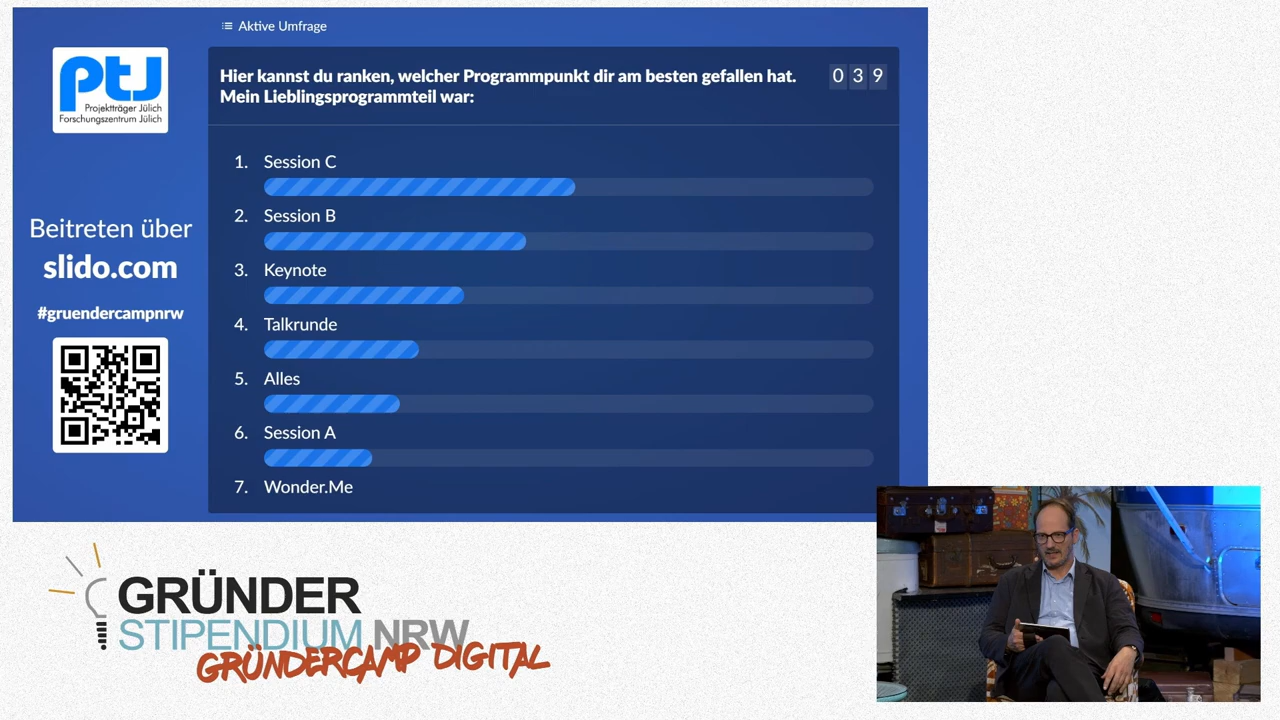 Aktive Umfrage
ptJ
Projektträger Jülich
Forschungszentrum Jülich
Hier kannst du ranken, welcher Programmpunkt dir am besten gefallen hat.
Mein Lieblingsprogrammteil war:
0 3 9
Beitreten über
slido.com
#gruendercampnrw
1. Session C
2. Session B
3. Keynote
4. Talkrunde
5. Alles
6. Session A
7. Wonder.Me
GRÜNDER
STIPENDIUM NRW
GRÜNDERCAMP DIGITAL